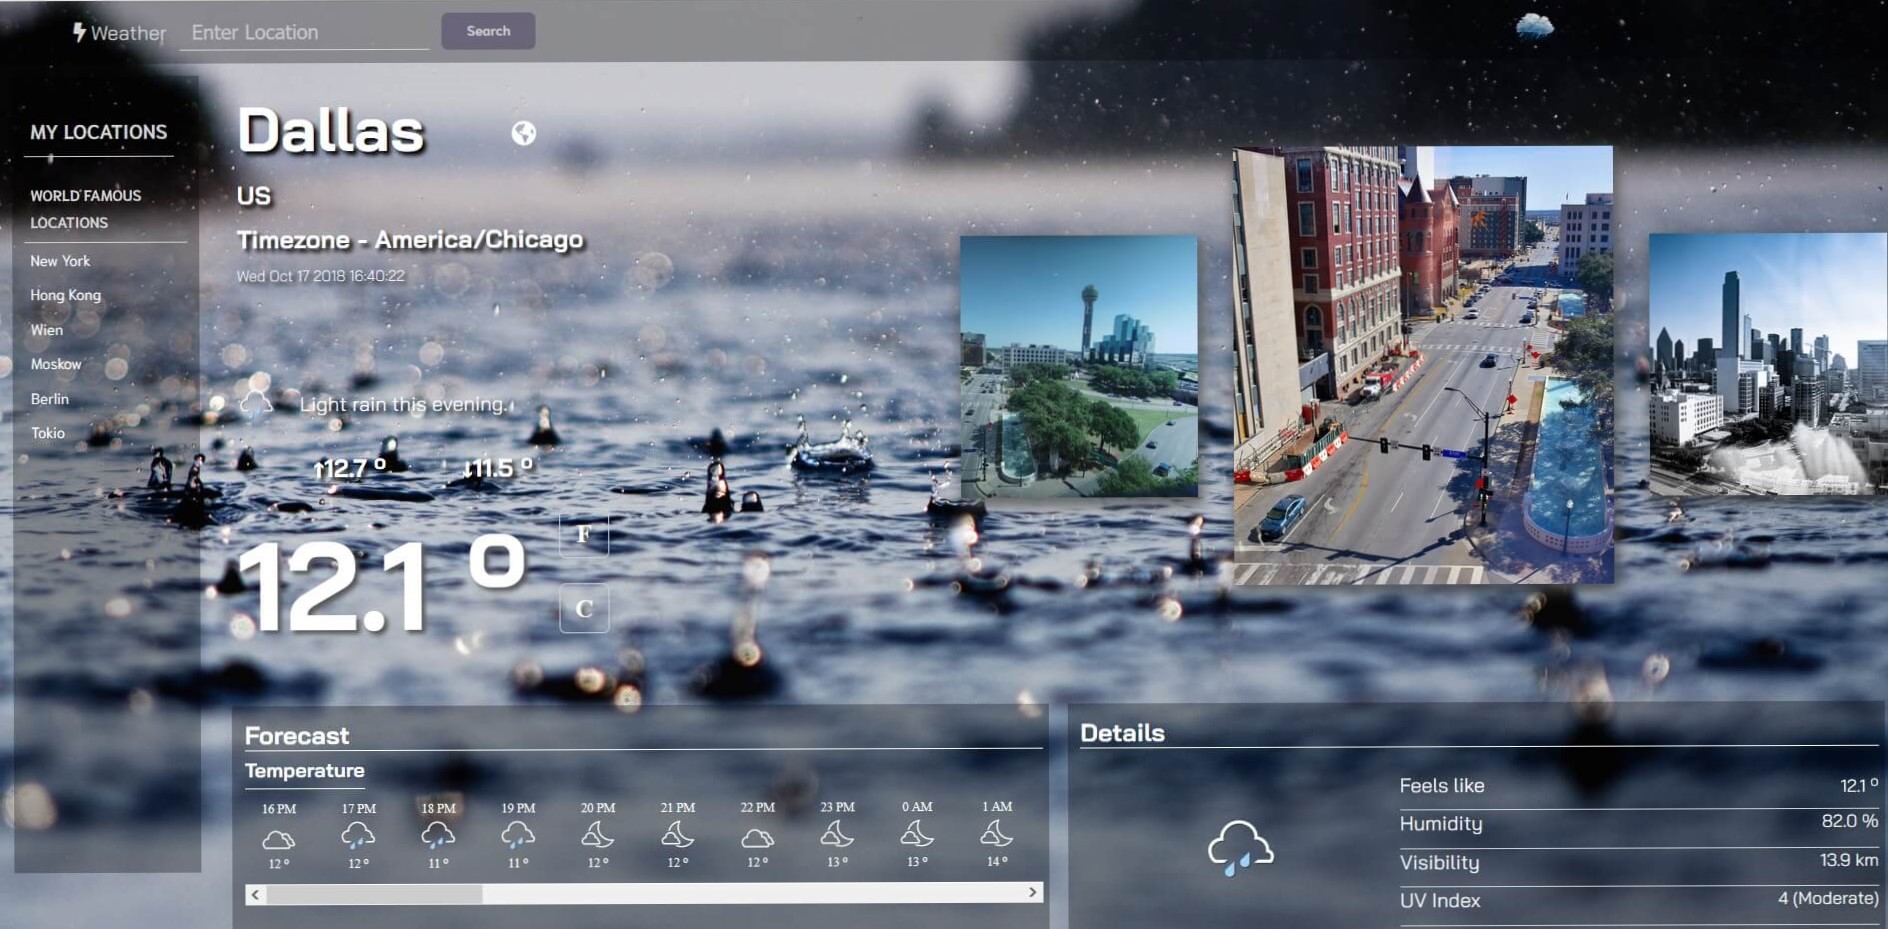 Weather
Enter Location
Search
MY LOCATIONS
WORLD FAMOUS
LOCATIONS
New York
Hong Kong
Wien
Moskow
Berlin
Tokio
Dallas
US
Timezone - America/Chicago
Wed Oct 17 2018 16:40:22
Light rain this evening.
↑12.7 º ↓11.5 º
12.1 º
F
C
Forecast
Temperature
16 PM 17 PM 18 PM 19 PM 20 PM 21 PM 22 PM 23 PM 0 AM 1 AM
12 º 12 º 11 º 11 º 12 º 12 º 12 º 13 º 13 º 14 º
Details
Feels like 12.1 º
Humidity 82.0 %
Visibility 13.9 km
UV Index 4 (Moderate)